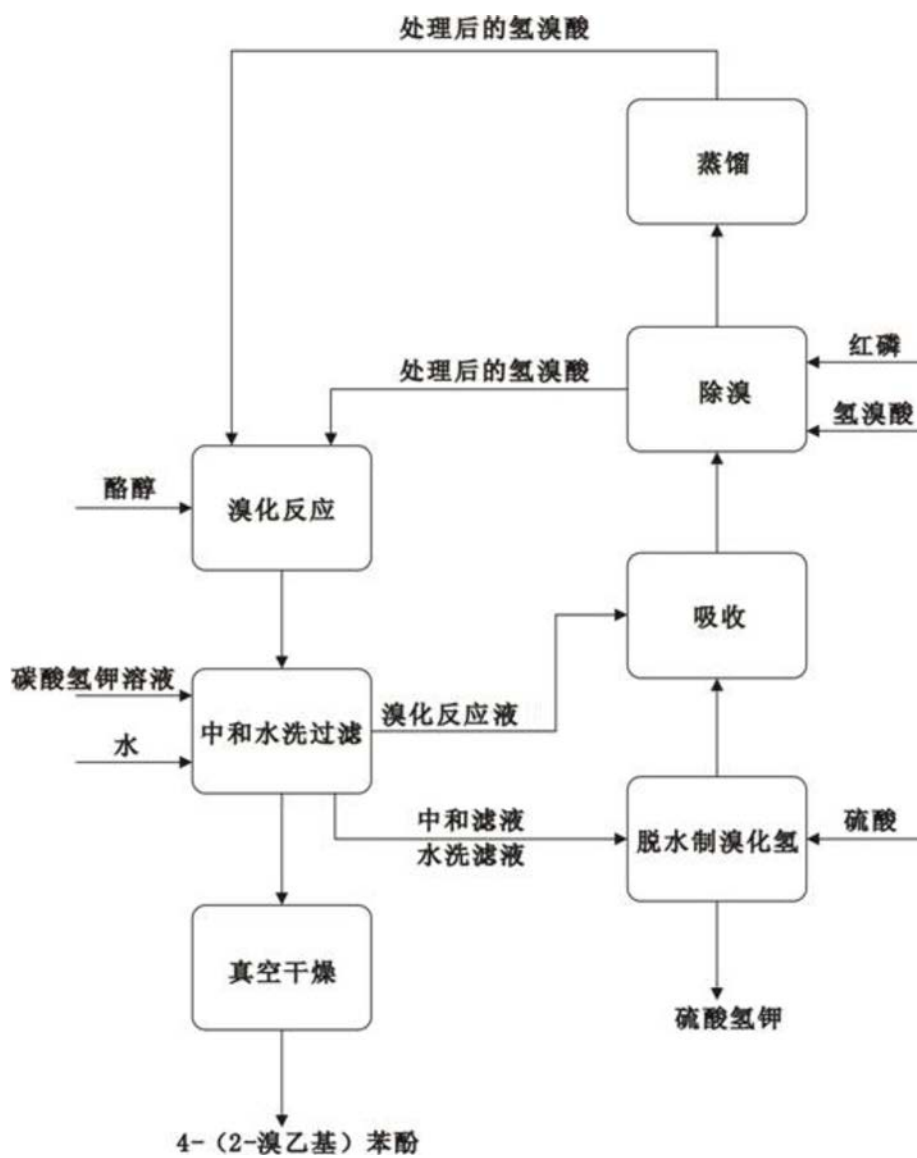 处理后的氢溴酸
蒸馏
红磷
处理后的氢溴酸
除溴
氢溴酸
酪醇
溴化反应
吸收
碳酸氢钾溶液
溴化反应液
中和水洗过滤
水
中和滤液
硫酸
脱水制溴化氢
水洗滤液
真空干燥
硫酸氢钾
4-（2-溴乙基）苯酚